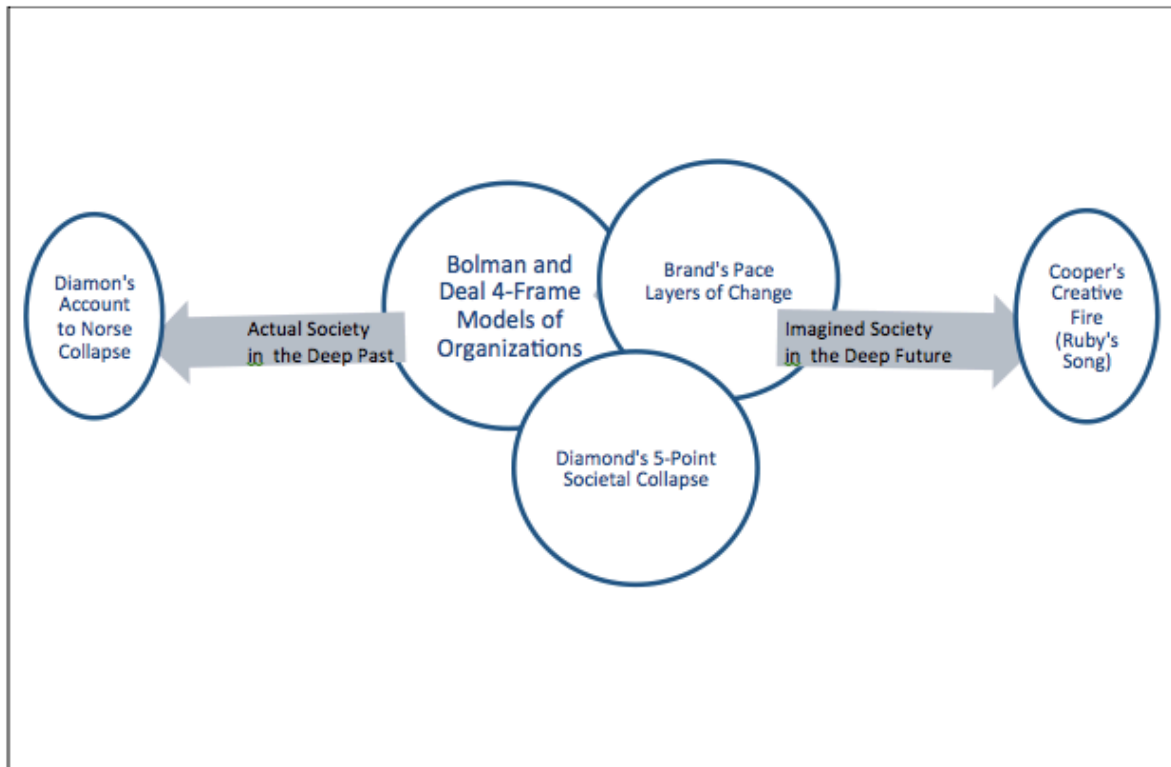 Diamon's
Account
to Norse
Collapse
Actual Society
in the Deep Past
Bolman and
Deal 4-Frame
Models of
Organizations
Brand's Pace
Layers of Change
Diamond's 5-Point
Societal Collapse
Imagined Society
in the Deep Future
Cooper's
Creative
Fire
(Ruby's
Song)